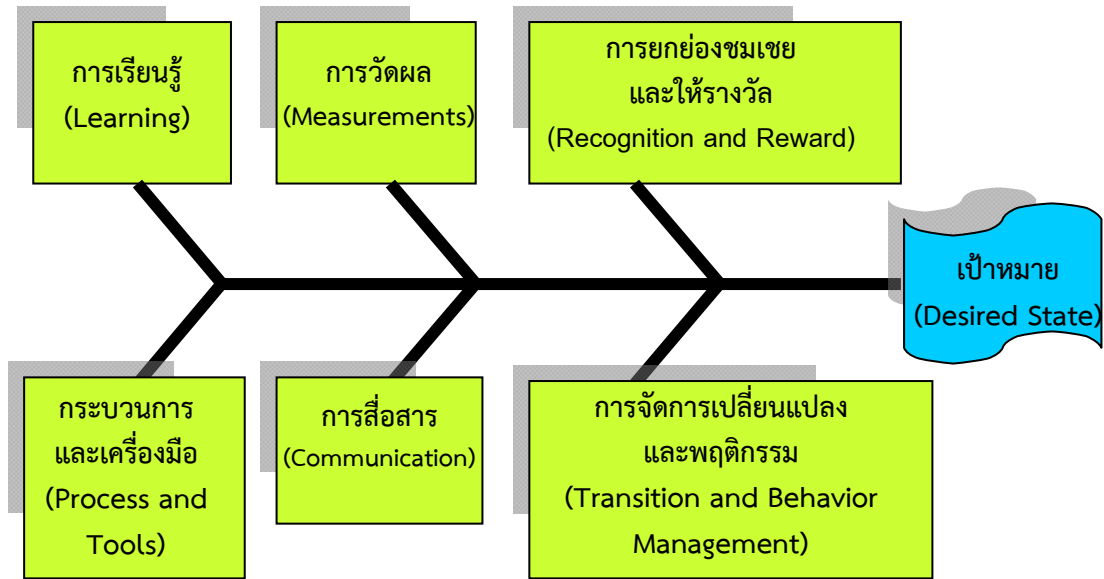 การเรียนรู้
(Learning)
การวัดผล
(Measurements)
การยกย่องชมเชย
และให้รางวัล
(Recognition and Reward)
เป้าหมาย
(Desired State)
กระบวนการ
และเครื่องมือ
(Process and
Tools)
การสื่อสาร
(Communication)
การจัดการเปลี่ยนแปลง
และพฤติกรรม
(Transition and Behavior
Management)